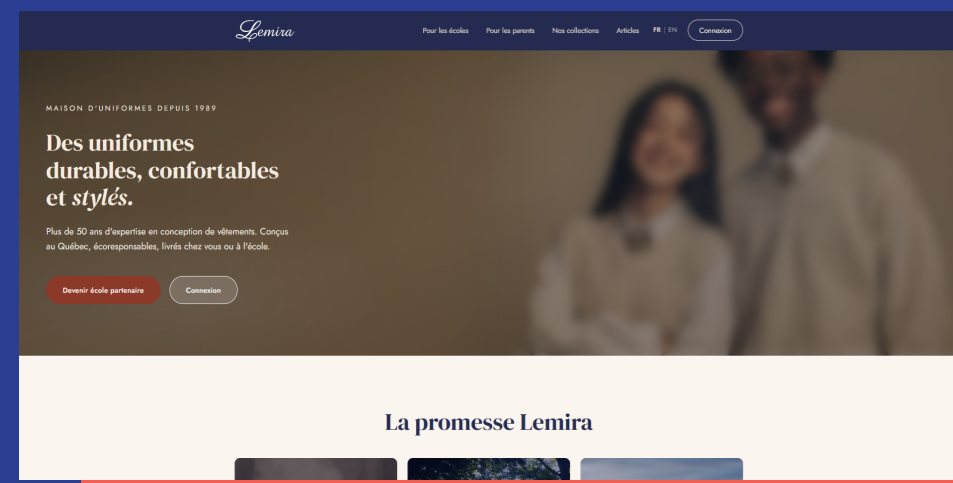 Lemira
Pour les écoles Pour les parents Nos collections Articles FR | EN Connexion
MAISON D'UNIFORMES DEPUIS 1989
Des uniformes
durables, confortables
et stylés.
Plus de 50 ans d'expertise en conception de vêtements. Conçus
au Québec, écoresponsables, livrés chez vous ou à l'école.
Devenir école partenaire Connexion
La promesse Lemira